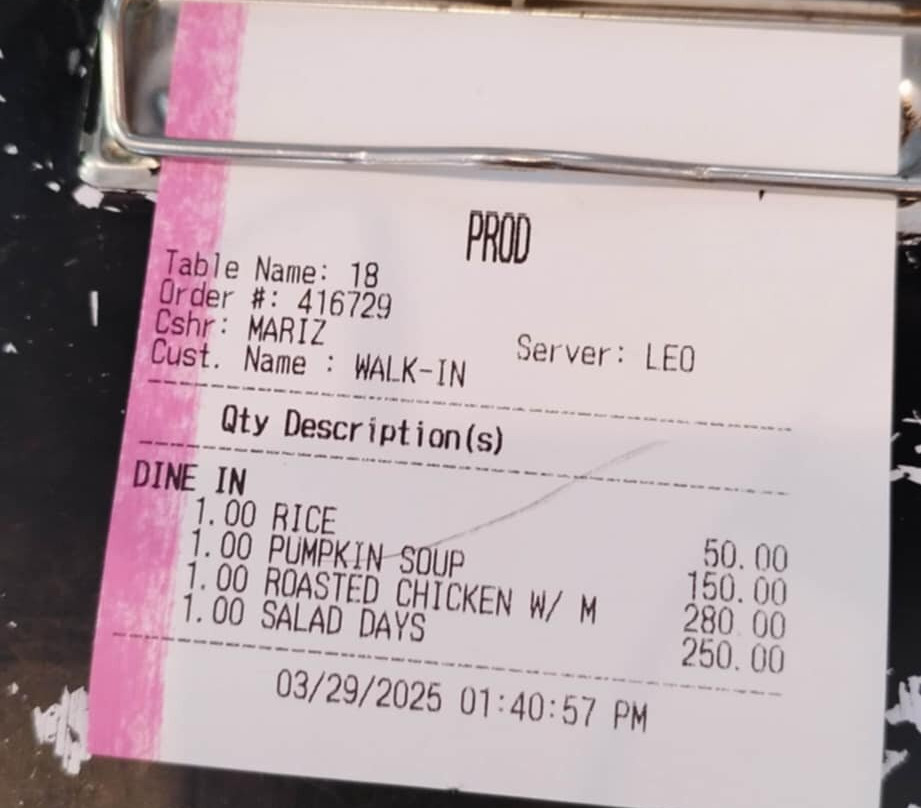 PROD
Table Name: 18
Order #: 416729
Cshr: MARIZ Server: LEO
Cust. Name : WALK-IN
Qty Description(s)
DINE IN
1.00 RICE 50.00
1.00 PUMPKIN SOUP 150.00
1.00 ROASTED CHICKEN W/ M 280.00
1.00 SALAD DAYS 250.00
03/29/2025 01:40:57 PM